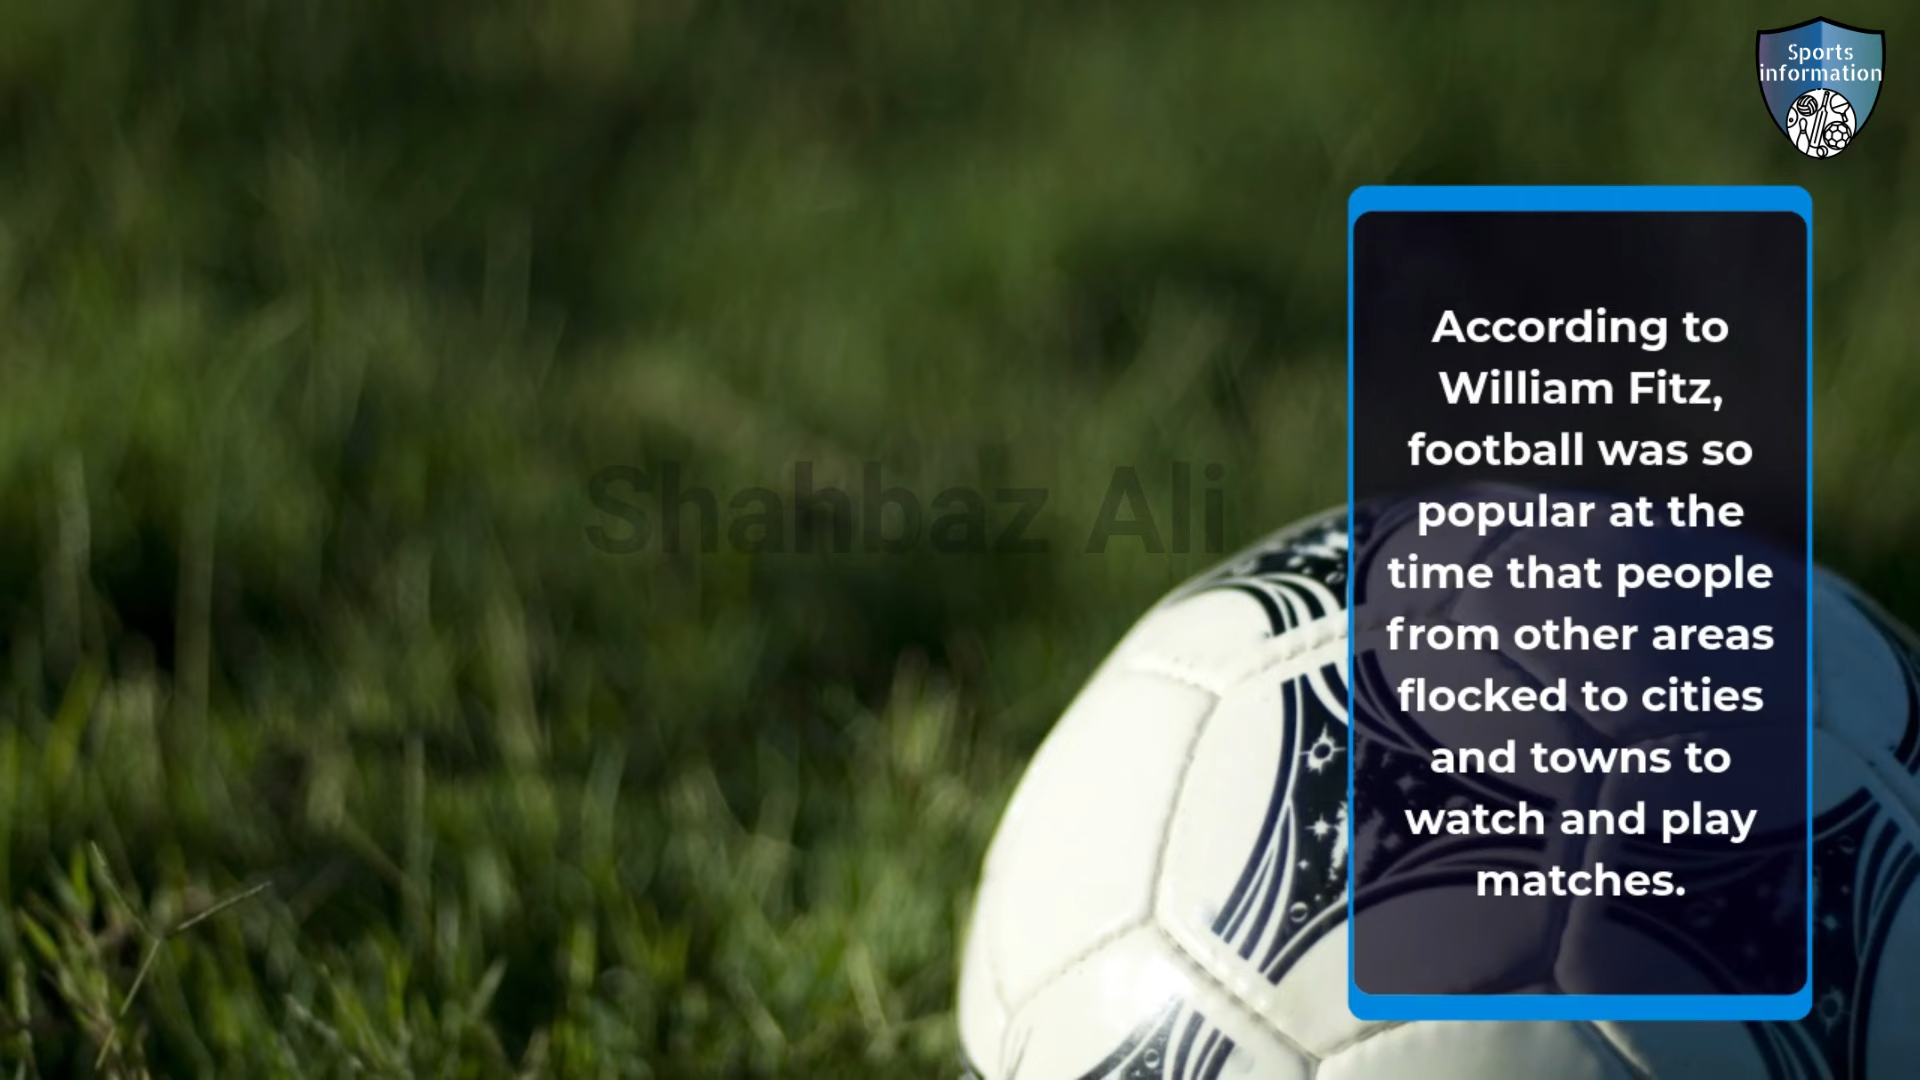 Sports
information
According to
William Fitz,
football was so
popular at the
time that people
from other areas
flocked to cities
and towns to
watch and play
matches.
Shahbaz Ali